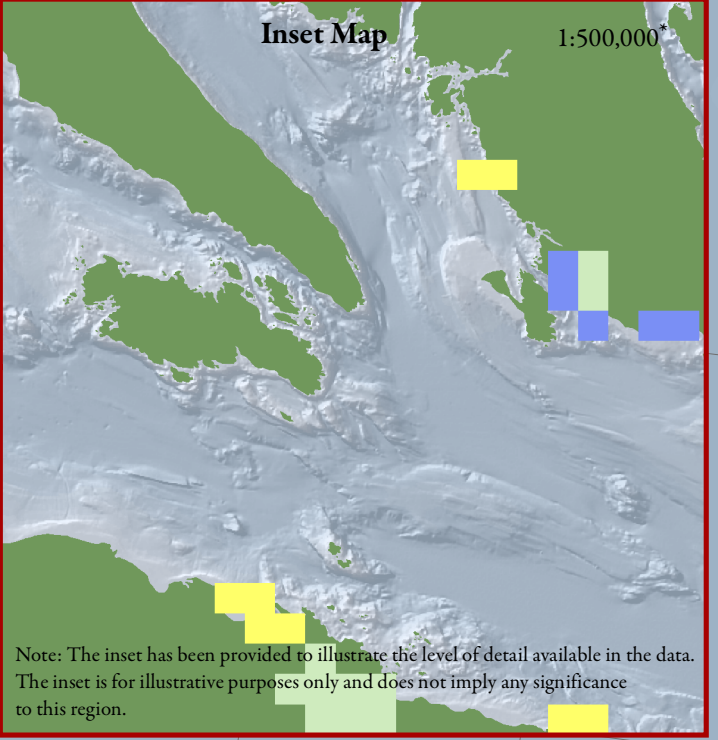 Inset Map
1:500,000*
Note: The inset has been provided to illustrate the level of detail available in the data.
The inset is for illustrative purposes only and does not imply any significance
to this region.